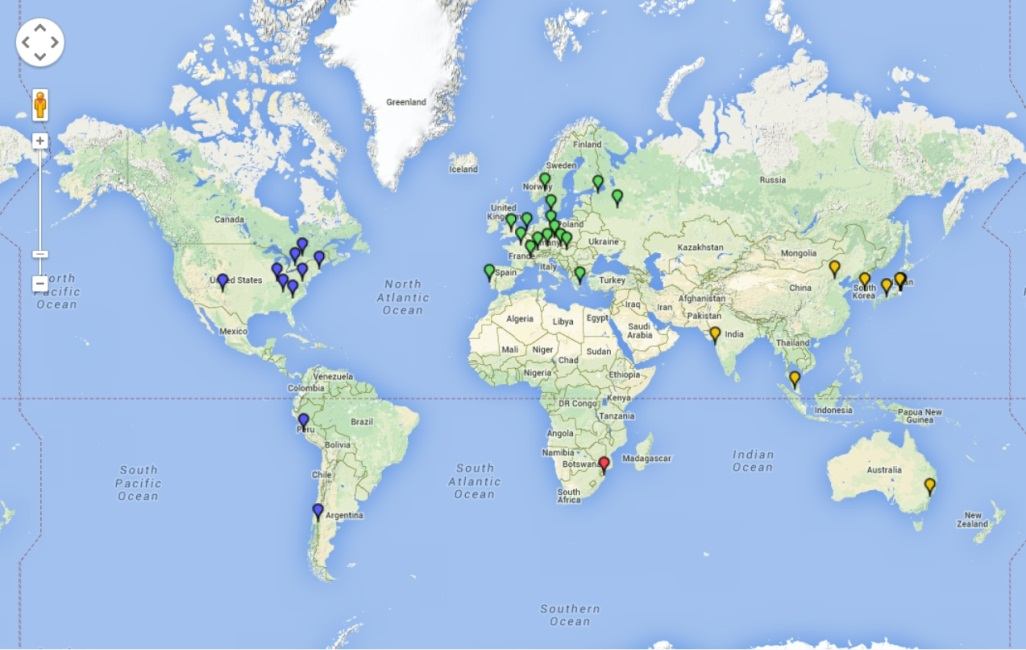 Greenland
Iceland
Finland
Sweden
Norway
Russia
Canada
United
Poland
Ukraine
Kazakhstan
Mongolia
France
Italy
Spain
Turkey
China
United States
North
Atlantic
Ocean
Pacific
Ocean
South
Korea
Iraq
Iran
Afghanistan
Pakistan
Algeria
Libya
Egypt
Saudi
Arabia
India
Mexico
Thailand
Mali
Niger
Chad
Sudan
Nigeria
Ethiopia
Venezuela
Colombia
DR Congo
Kenya
Indonesia
Papua New
Guinea
Tanzania
Brazil
Peru
Angola
Bolivia
Namibia
Botswana
Madagascar
Indian
Ocean
South
Pacific
Ocean
South
Atlantic
Ocean
Chile
Australia
South
Africa
Argentina
New
Zealand
Southern
Ocean